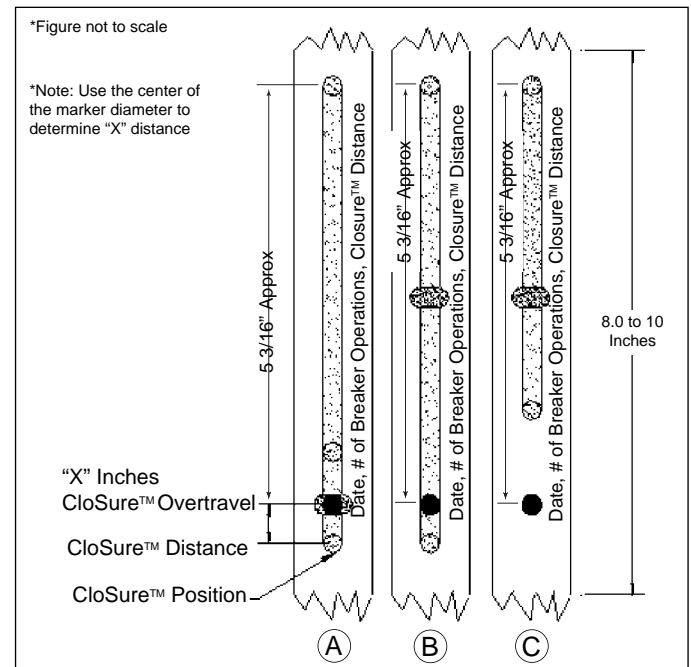 *Figure not to scale
*Note: Use the center of
the marker diameter to
determine “X” distance
5 3/16” Approx
Date, # of Breaker Operations, Closure™ Distance
5 3/16” Approx
Date, # of Breaker Operations, Closure™ Distance
5 3/16” Approx
Date, # of Breaker Operations, Closure™ Distance
8.0 to 10
Inches
“X” Inches
CloSure™ Overtravel
CloSure™ Distance
CloSure™ Position
A
B
C